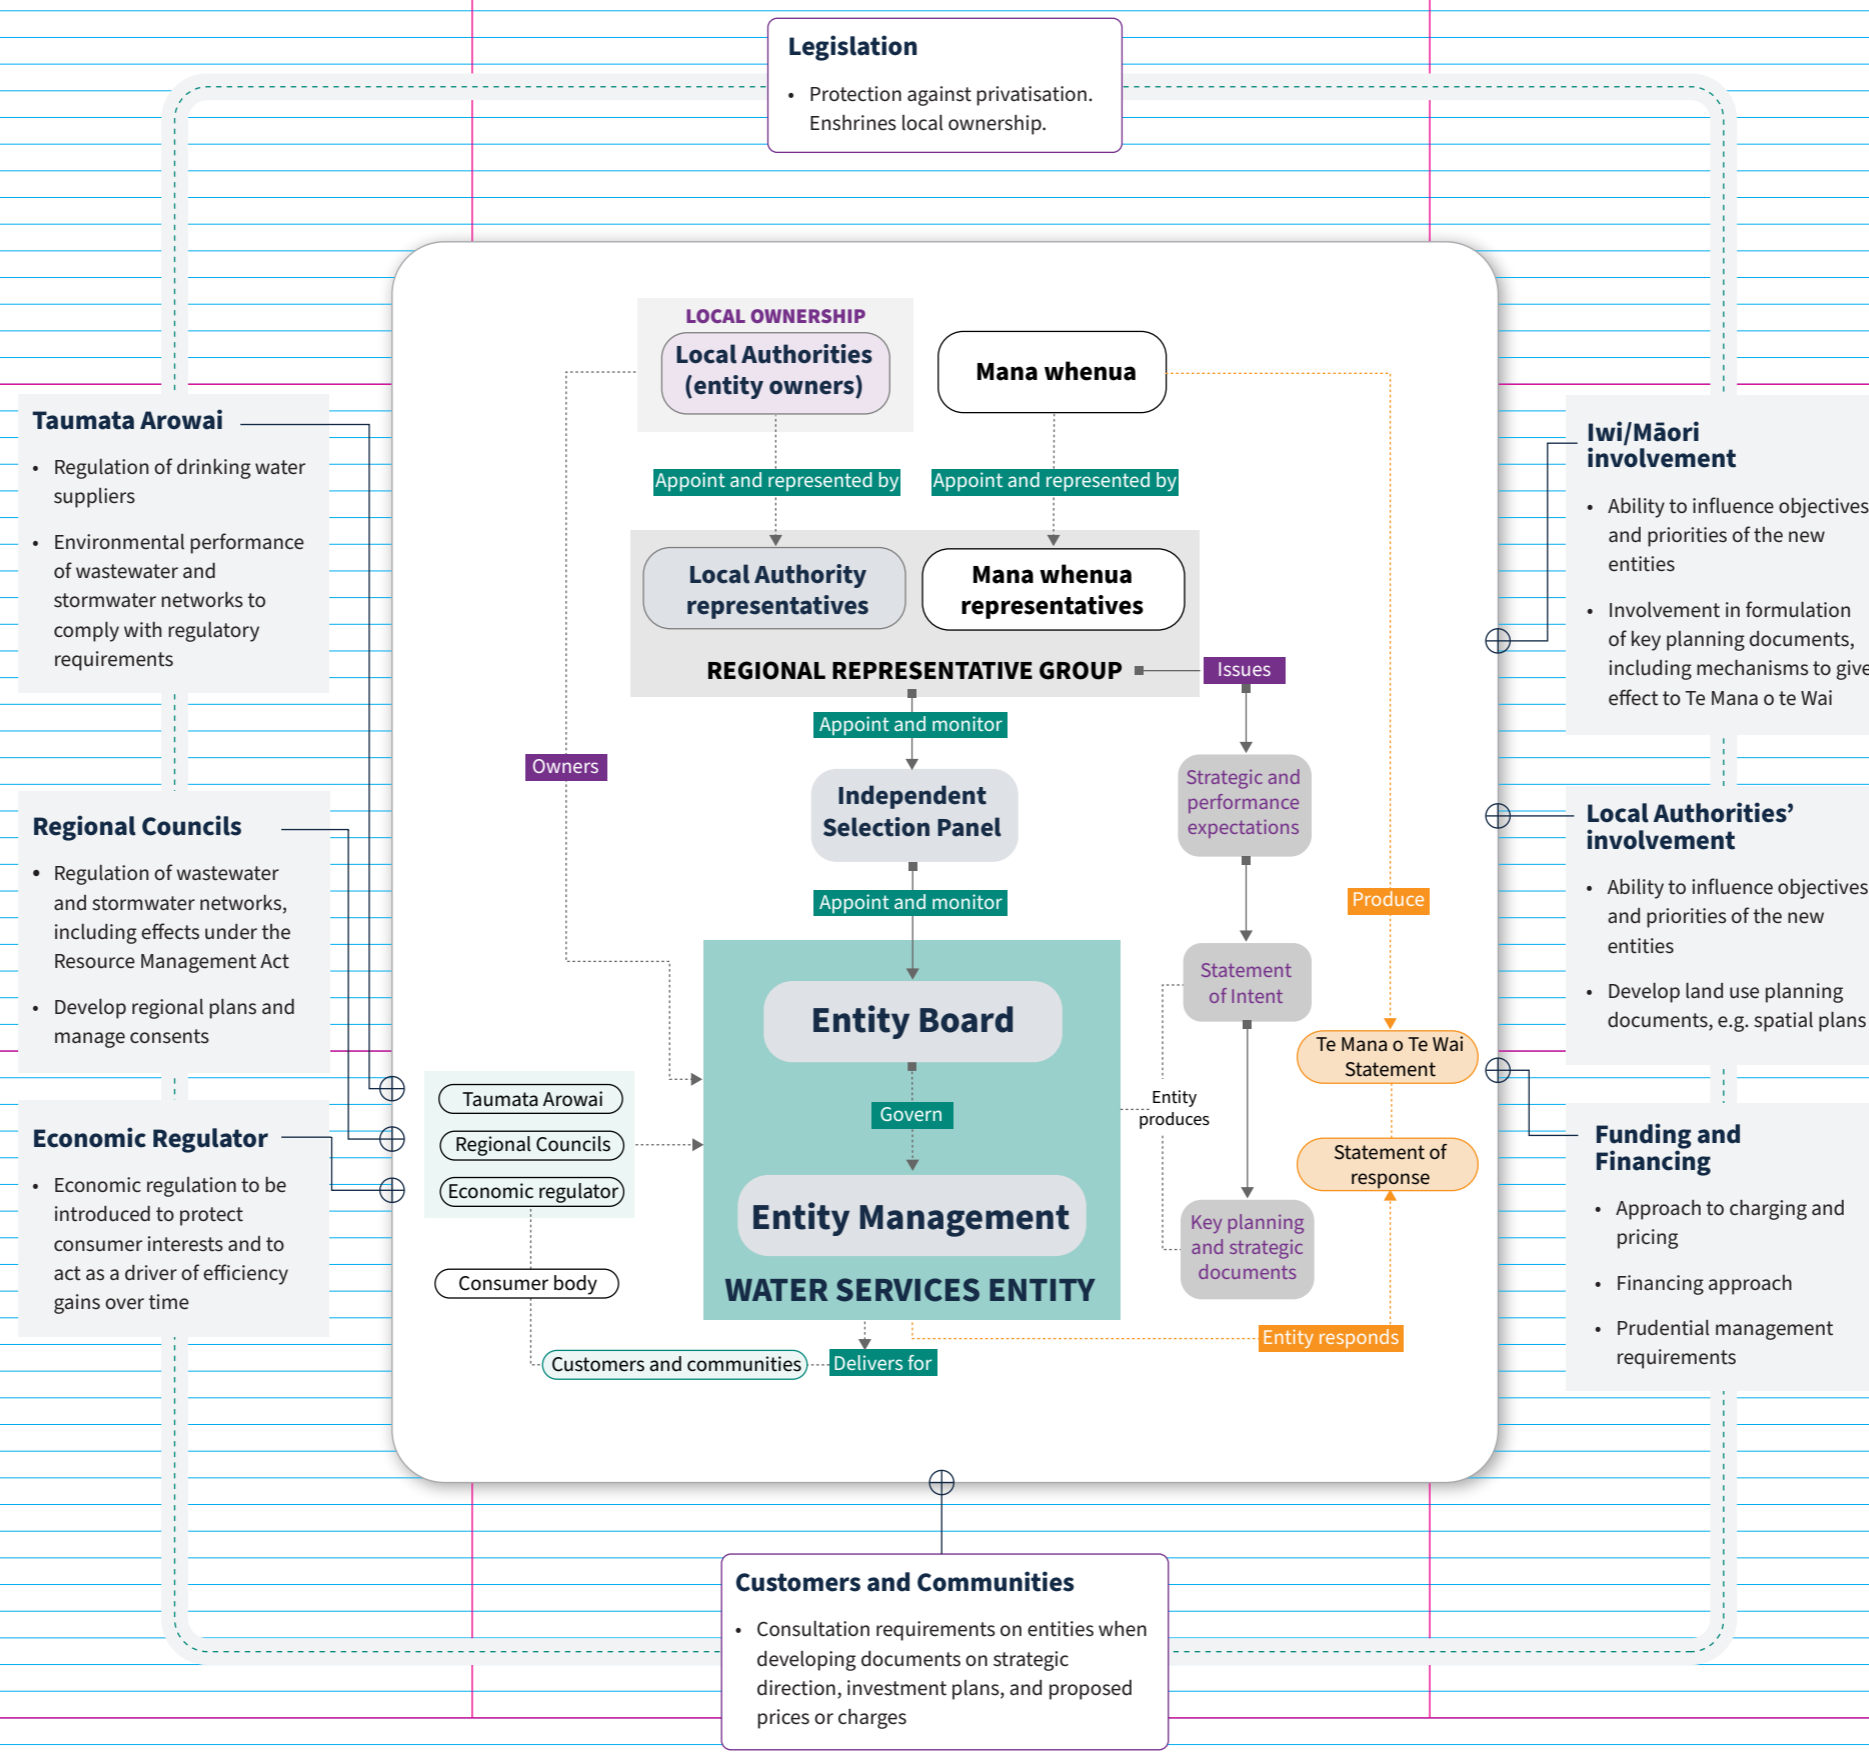 Legislation
• Protection against privatisation.
Enshrines local ownership.
Taumata Arowai
• Regulation of drinking water
suppliers
• Environmental performance
of wastewater and
stormwater networks to
comply with regulatory
requirements
Regional Councils
• Regulation of wastewater
and stormwater networks,
including effects under the
Resource Management Act
• Develop regional plans and
manage consents
Economic Regulator
• Economic regulation to be
introduced to protect
consumer interests and to
act as a driver of efficiency
gains over time
LOCAL OWNERSHIP
Local Authorities
(entity owners)
Mana whenua
Appoint and represented by
Appoint and represented by
Local Authority
representatives
Mana whenua
representatives
REGIONAL REPRESENTATIVE GROUP
Issues
Appoint and monitor
Owners
Independent
Selection Panel
Strategic and
performance
expectations
Appoint and monitor
Produce
Entity Board
Statement
of Intent
Te Mana o Te Wai
Statement
Taumata Arowai
Regional Councils
Economic regulator
Govern
Entity
produces
Statement of
response
Entity Management
Key planning
and strategic
documents
WATER SERVICES ENTITY
Consumer body
Entity responds
Customers and communities
Delivers for
Iwi/Māori
involvement
• Ability to influence objectives
and priorities of the new
entities
• Involvement in formulation
of key planning documents,
including mechanisms to give
effect to Te Mana o te Wai
Local Authorities’
involvement
• Ability to influence objectives
and priorities of the new
entities
• Develop land use planning
documents, e.g. spatial plans
Funding and
Financing
• Approach to charging and
pricing
• Financing approach
• Prudential management
requirements
Customers and Communities
• Consultation requirements on entities when
developing documents on strategic
direction, investment plans, and proposed
prices or charges